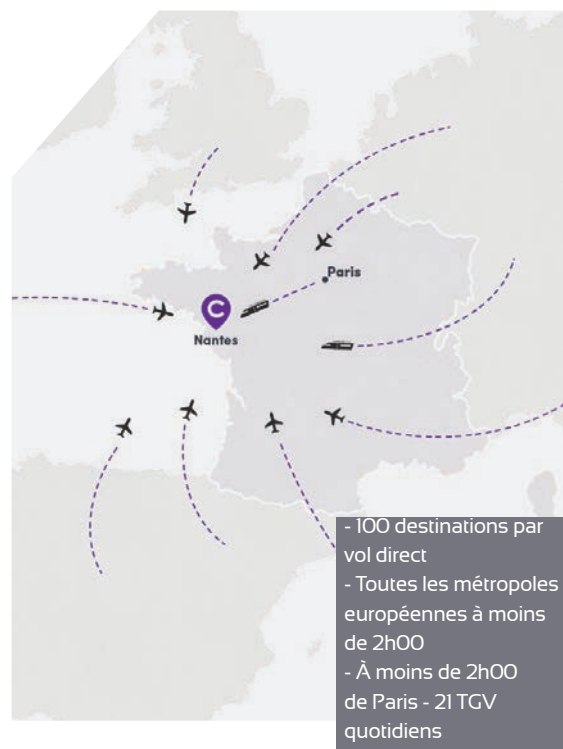 Paris
C
Nantes
- 100 destinations par
vol direct
- Toutes les métropoles
européennes à moins
de 2h00
- À moins de 2h00
de Paris - 21 TGV
quotidiens